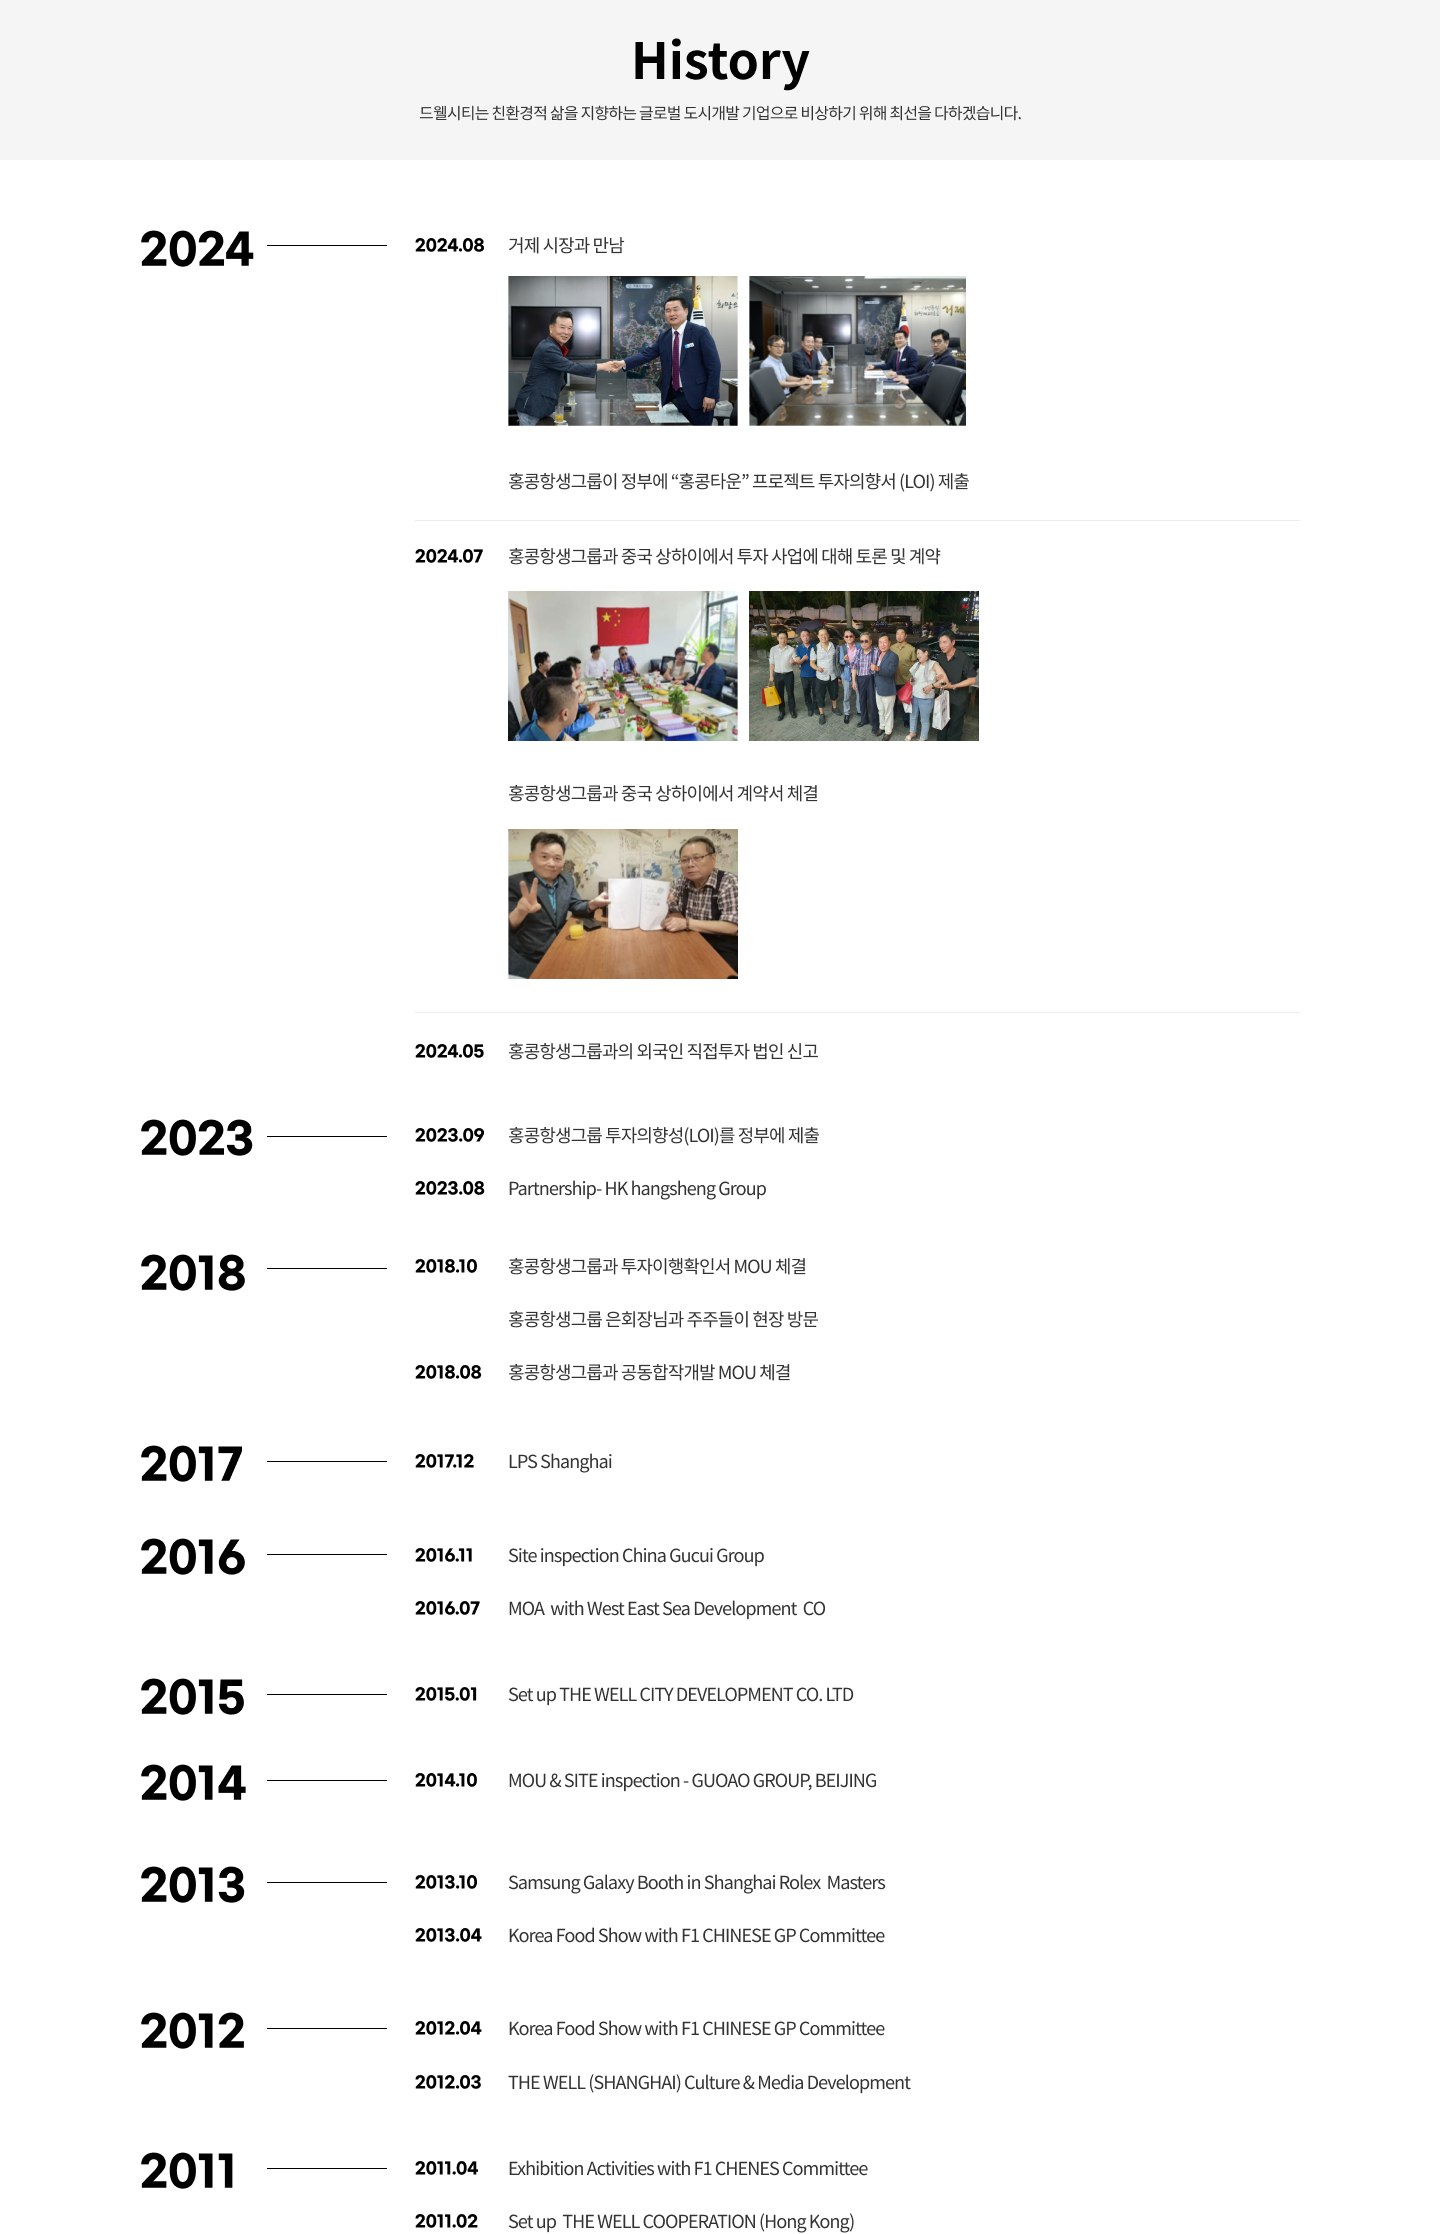 History
드웰시티는 친환경적 삶을 지향하는 글로벌 도시개발 기업으로 비상하기 위해 최선을 다하겠습니다.
2024
2024.08 거제 시장과 만남
거제
홍콩항생그룹이 정부에 “홍콩타운” 프로젝트 투자의향서 (LOI) 제출
2024.07 홍콩항생그룹과 중국 상하이에서 투자 사업에 대해 토론 및 계약
홍콩항생그룹과 중국 상하이에서 계약서 체결
2024.05 홍콩항생그룹과의 외국인 직접투자 법인 신고
2023
2023.09 홍콩항생그룹 투자의향성(LOI)를 정부에 제출
2023.08 Partnership- HK hangsheng Group
2018
2018.10 홍콩항생그룹과 투자이행확인서 MOU 체결
홍콩항생그룹 은회장님과 주주들이 현장 방문
2018.08 홍콩항생그룹과 공동합작개발 MOU 체결
2017
2017.12 LPS Shanghai
2016
2016.11 Site inspection China Gucui Group
2016.07 MOA with West East Sea Development CO
2015
2015.01 Set up THE WELL CITY DEVELOPMENT CO. LTD
2014
2014.10 MOU & SITE inspection - GUOAO GROUP, BEIJING
2013
2013.10 Samsung Galaxy Booth in Shanghai Rolex Masters
2013.04 Korea Food Show with F1 CHINESE GP Committee
2012
2012.04 Korea Food Show with F1 CHINESE GP Committee
2012.03 THE WELL (SHANGHAI) Culture & Media Development
2011
2011.04 Exhibition Activities with F1 CHENES Committee
2011.02 Set up THE WELL COOPERATION (Hong Kong)